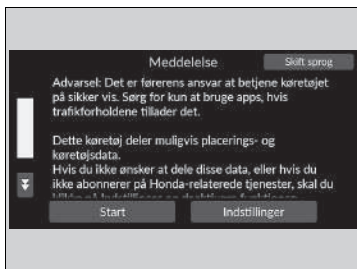 Meddelelse
Skift sprog
Advarsel: Det er førerens ansvar at betjene køretøjet
på sikker vis. Sørg for kun at bruge apps, hvis
trafikforholdene tillader det.
Dette køretøj deler muligvis placerings- og
køretøjsdata.
Hvis du ikke ønsker at dele disse data, eller hvis du
ikke abonnerer på Honda-relaterede tjenester, skal du
Start
Indstillinger